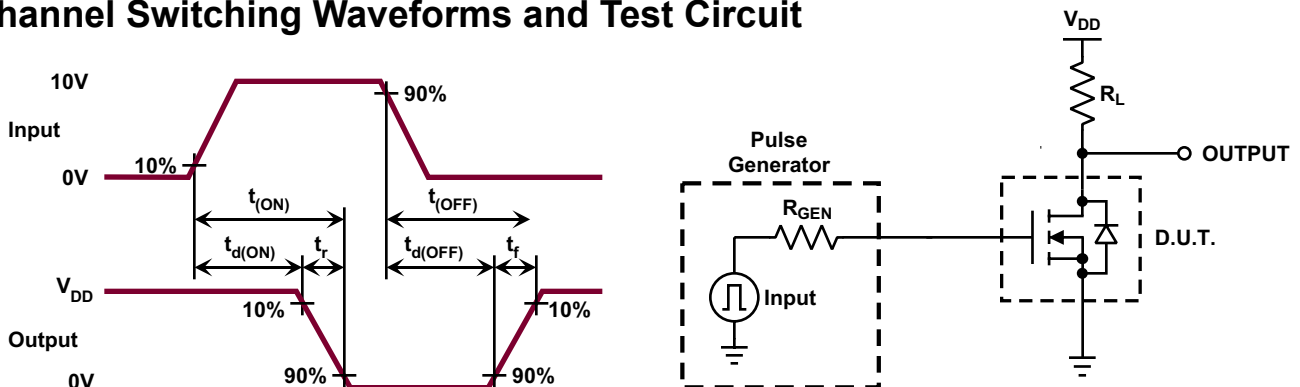 hannel Switching Waveforms and Test Circuit
10V
90%
Input
10%
0V
t(ON)
t(OFF)
td(ON)
tr
td(OFF)
tf
VDD
10%
10%
Output
90%
90%
0V
VDD
RL
OUTPUT
Pulse
Generator
RGEN
Input
D.U.T.